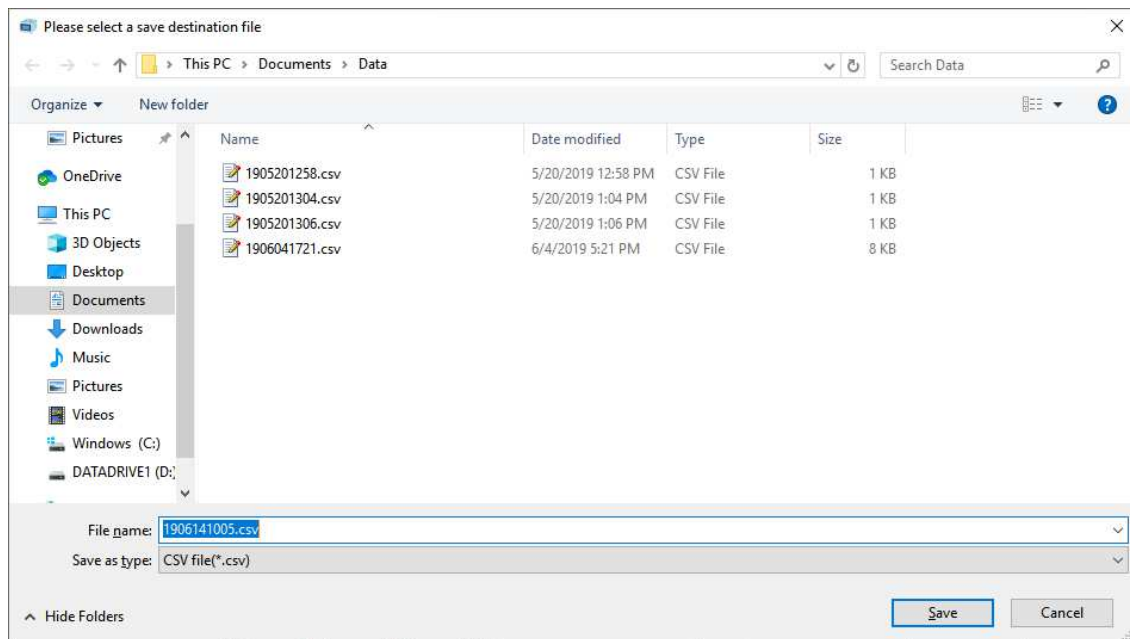 Please select a save destination file
This PC > Documents > Data
Search Data
Organize
New folder
Name Date modified Type Size
1905201258.csv 5/20/2019 12:58 PM CSV File 1 KB
1905201304.csv 5/20/2019 1:04 PM CSV File 1 KB
1905201306.csv 5/20/2019 1:06 PM CSV File 1 KB
1906041721.csv 6/4/2019 5:21 PM CSV File 8 KB
Pictures
OneDrive
This PC
3D Objects
Desktop
Documents
Downloads
Music
Pictures
Videos
Windows (C:)
DATADRIVE1 (D:
File name: 1906141005.csv
Save as type: CSV file(*.csv)
Hide Folders
Save
Cancel